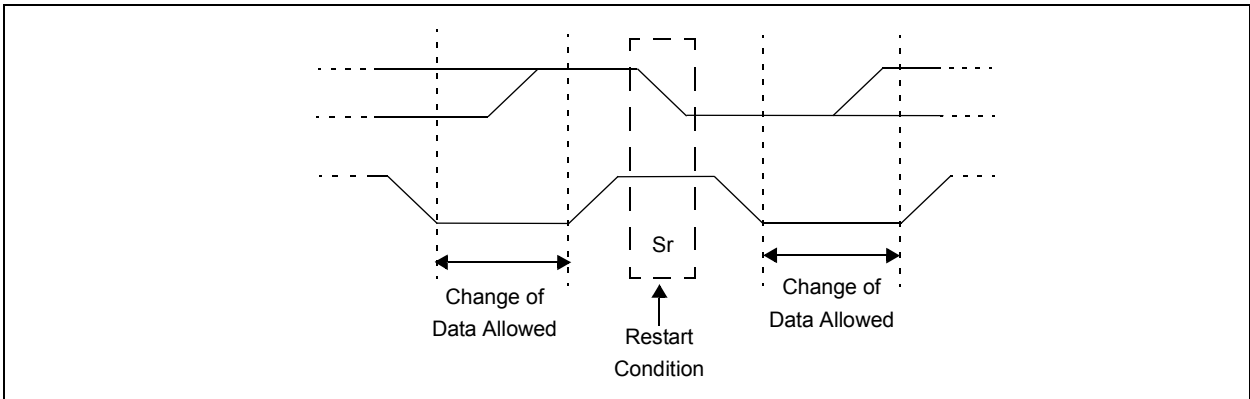 Sr
Change of
Data Allowed
Restart
Condition
Change of
Data Allowed